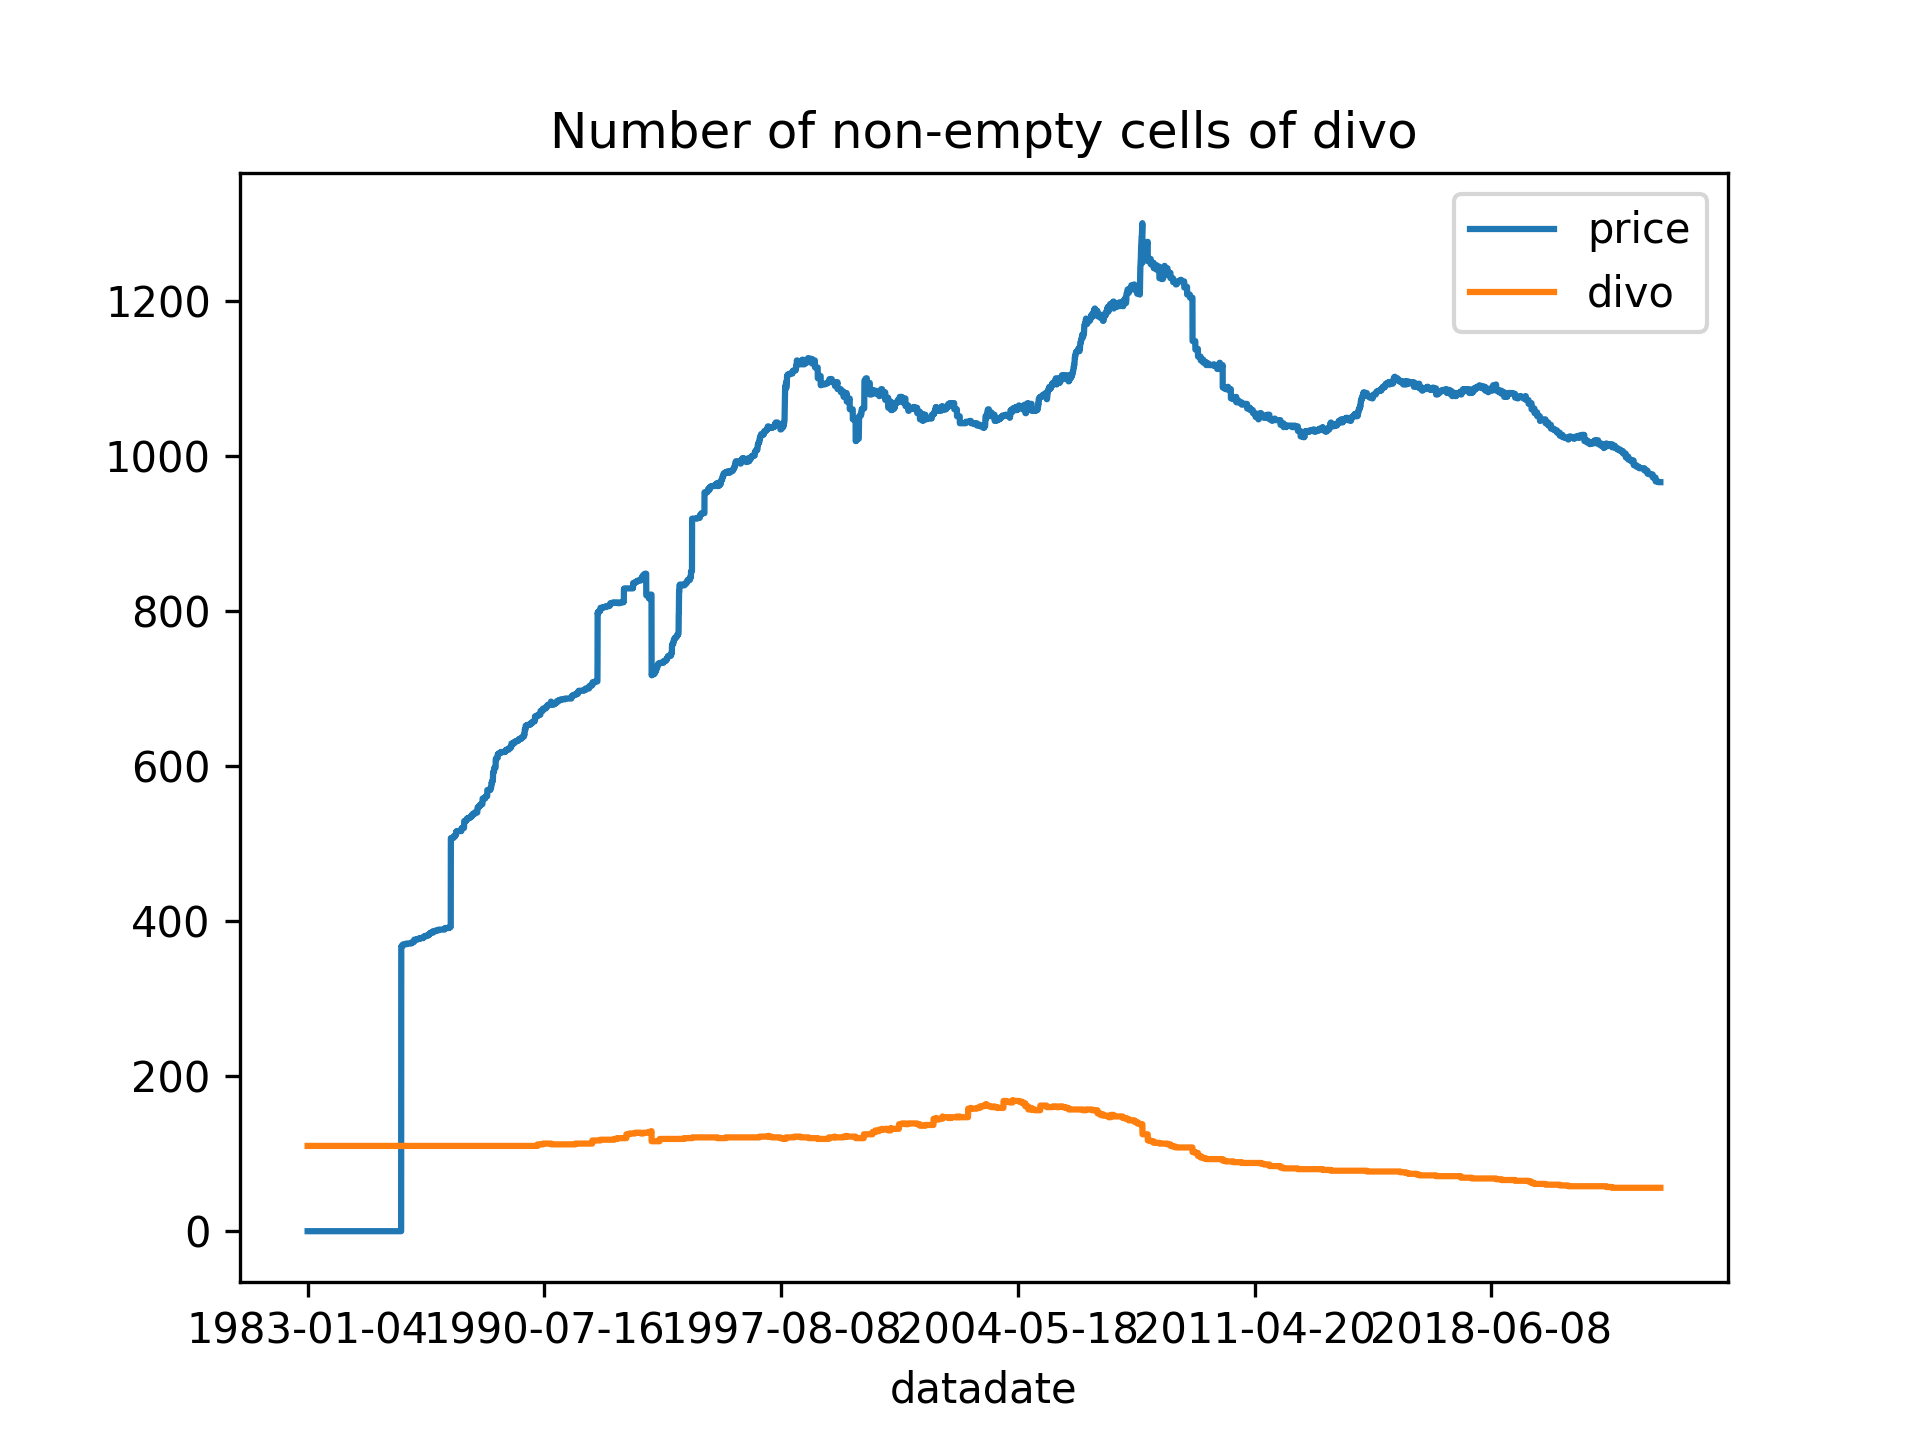 Number of non-empty cells of divo
price
divo
1200
1000
800
600
400
200
0
1983-01-04 1990-07-16 1997-08-08 2004-05-18 2011-04-20 2018-06-08
datadate